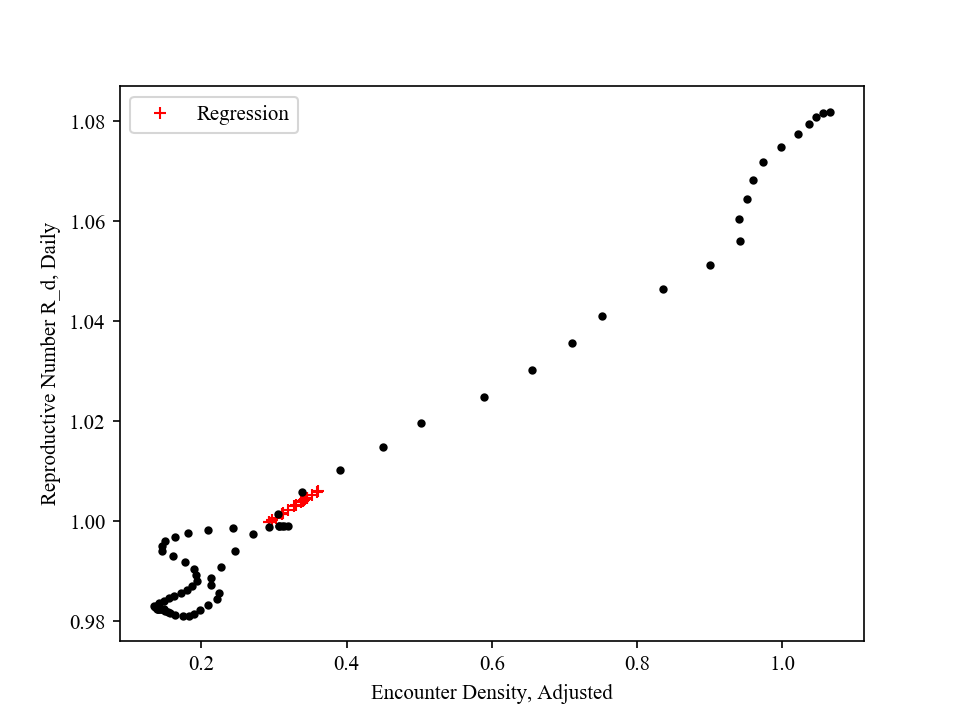 Regression
1.08
1.06
1.04
1.02
1.00
0.98
Reproductive Number R_d, Daily
0.2 0.4 0.6 0.8 1.0
Encounter Density, Adjusted